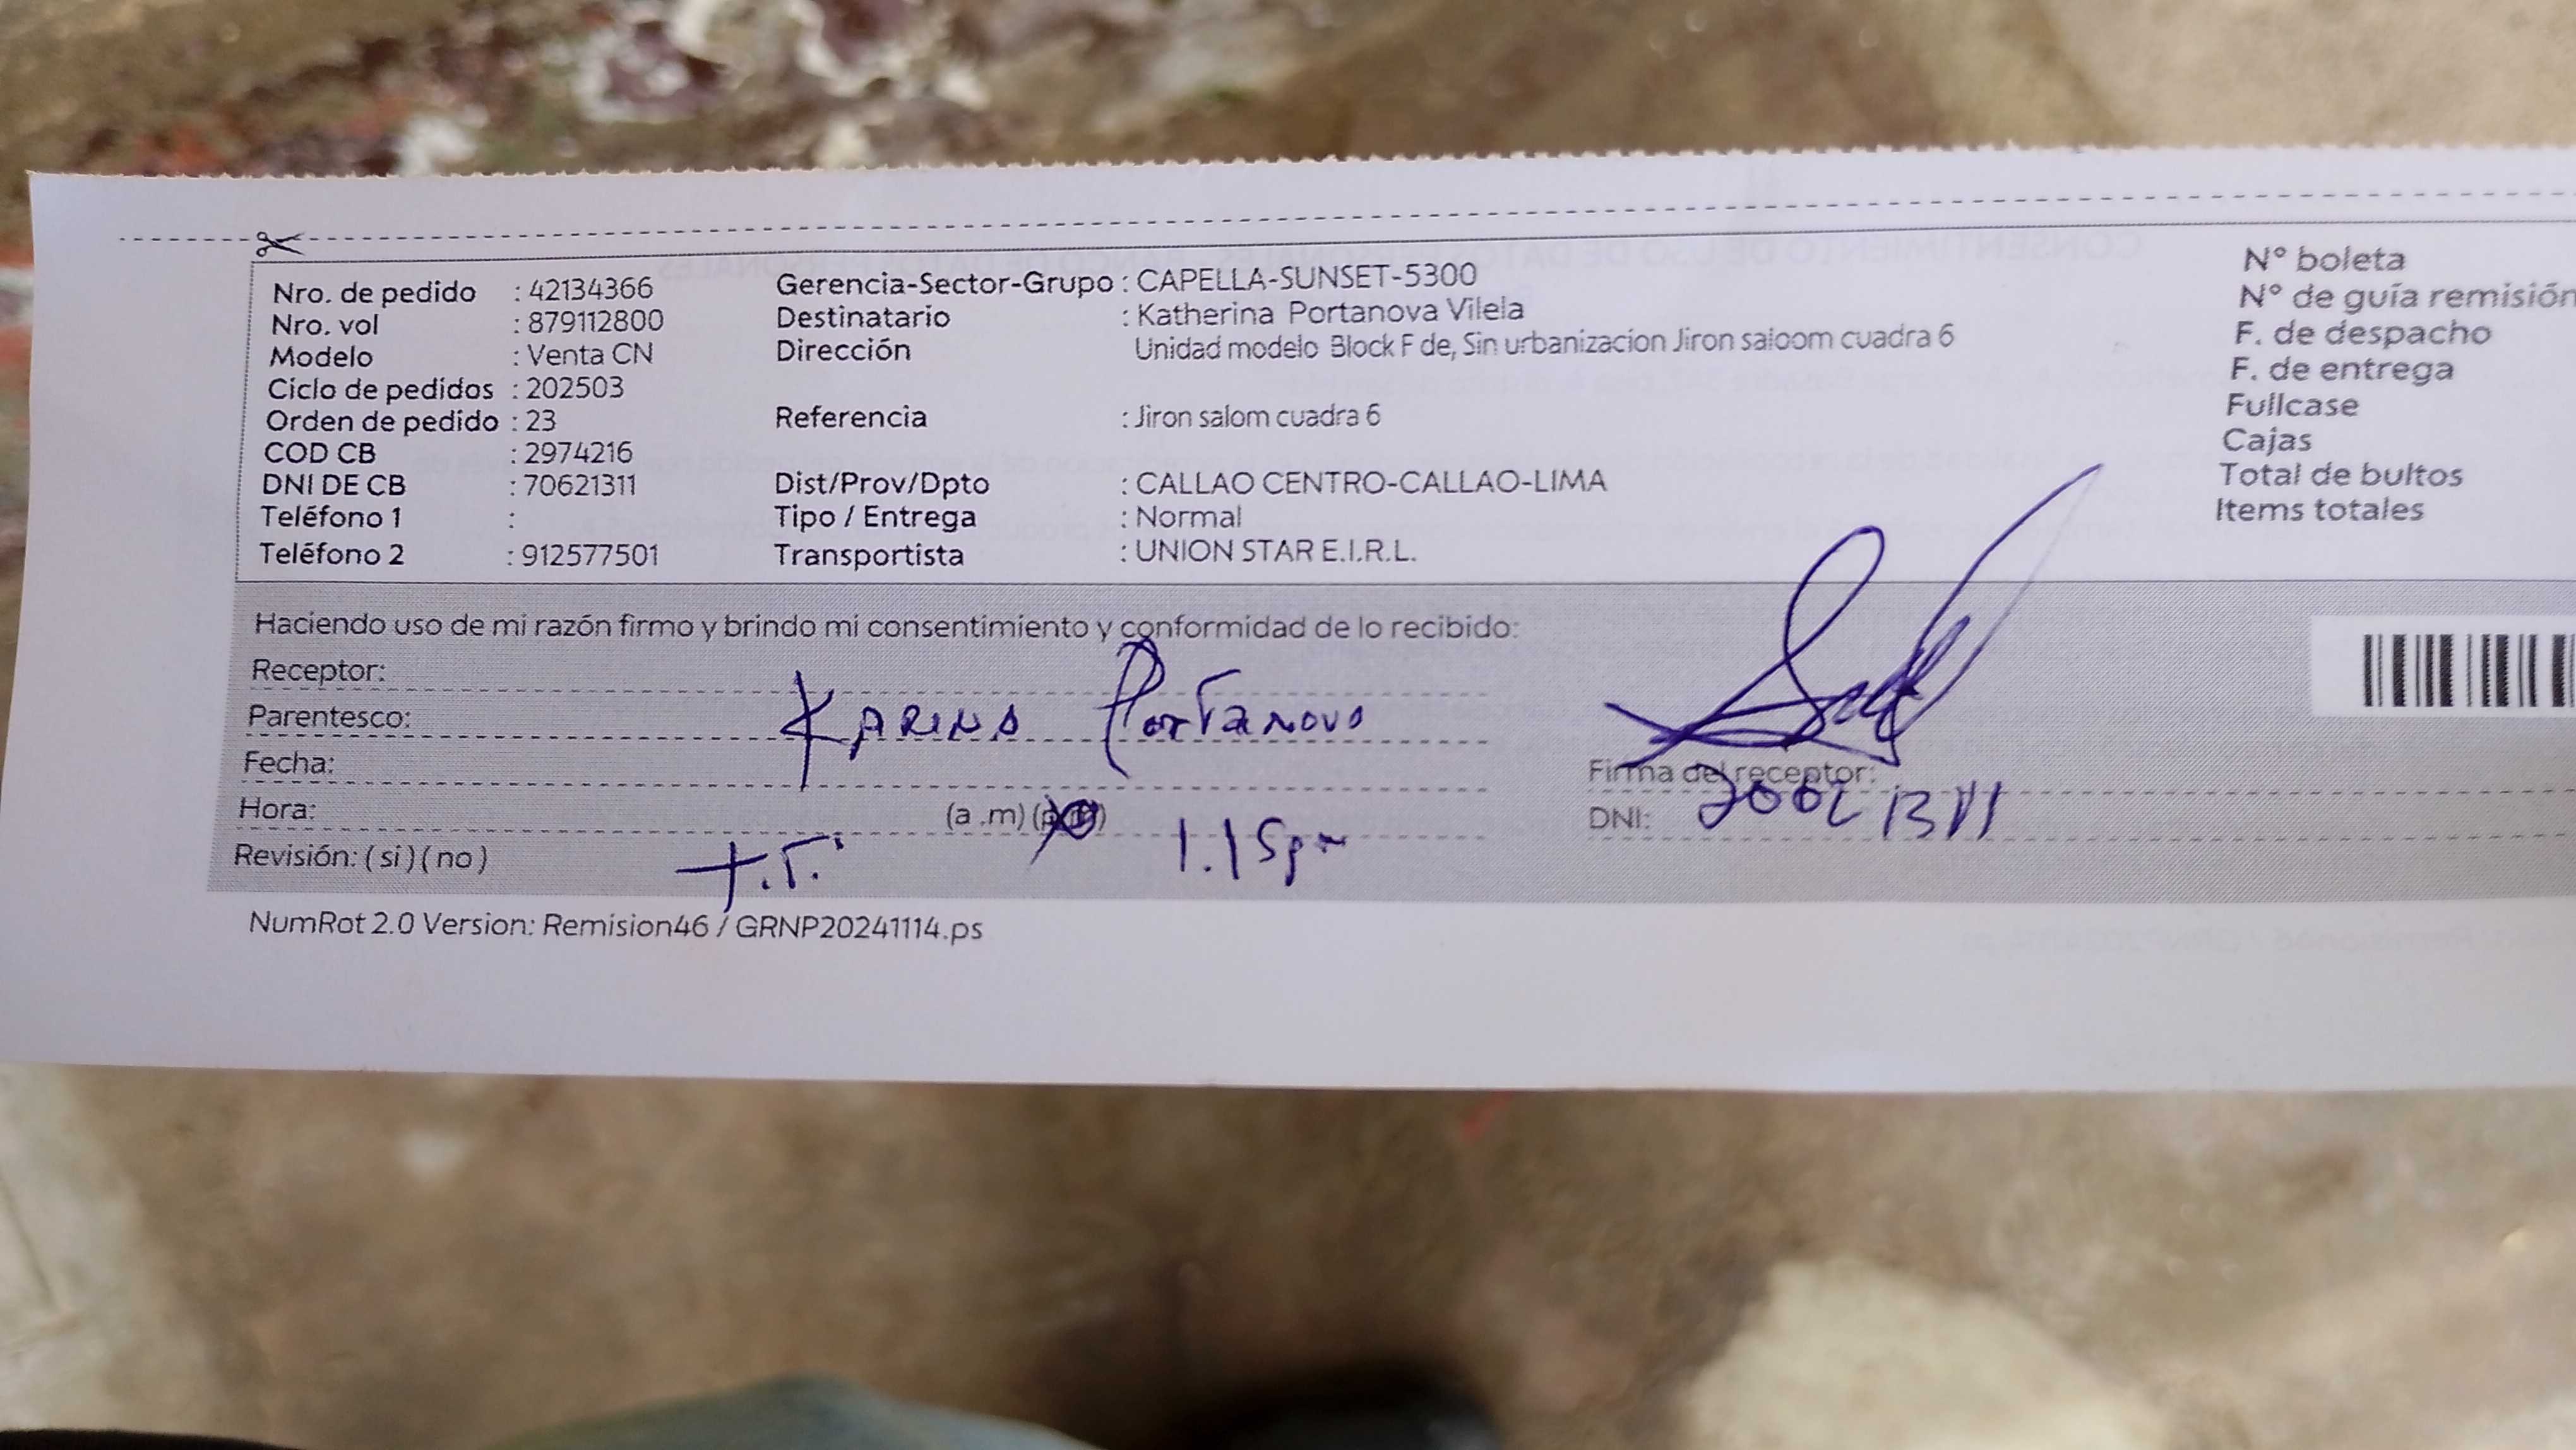 Nro. de pedido : 42134366
Nro. vol : 879112800
Modelo : Venta CN
Ciclo de pedidos : 202503
Orden de pedido : 23
COD CB : 2974216
DNI DE CB : 70621311
Teléfono 1 :
Teléfono 2 : 912577501
Gerencia-Sector-Grupo : CAPELLA-SUNSET-5300
Destinatario : Katherina Portanova Vilela
Dirección Unidad modelo Block F de, Sin urbanizacion Jiron saloom cuadra 6
Referencia : Jiron salom cuadra 6
Dist/Prov/Dpto : CALLAO CENTRO-CALLAO-LIMA
Tipo / Entrega : Normal
Transportista : UNION STAR E.I.R.L.
N° boleta
N° de guía remisión
F. de despacho
F. de entrega
Fullcase
Cajas
Total de bultos
Items totales
Haciendo uso de mi razón firmo y brindo mi consentimiento y conformidad de lo recibido:
Receptor:
Parentesco: KARINA Portanova
Fecha:
Hora: (a .m)
Revisión: ( si ) ( no ) 1.15pm
Firma del receptor:
DNI:
NumRot 2.0 Version: Remision46 / GRNP20241114.ps